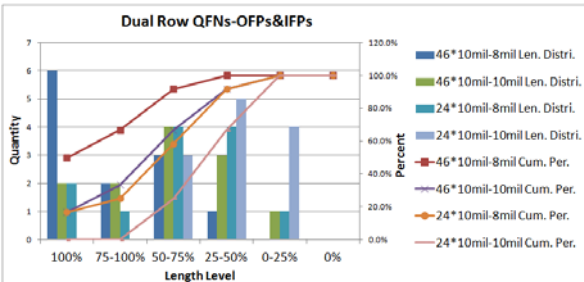 Dual Row QFNs-OFPs&IFPs
7
6
5
4
3
2
1
0
Quantity
120.0%
100.0%
80.0%
60.0%
40.0%
20.0%
0.0%
Percent
100% 75-100% 50-75% 25-50% 0-25% 0%
Length Level
46*10mil-8mil Len. Distri.
46*10mil-10mil Len. Distri.
24*10mil-8mil Len. Distri.
24*10mil-10mil Len. Distri.
46*10mil-8mil Cum. Per.
46*10mil-10mil Cum. Per.
24*10mil-8mil Cum. Per.
24*10mil-10mil Cum. Per.